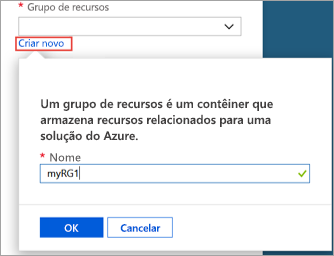 * Grupo de recursos
Criar novo
Um grupo de recursos é um contêiner que
armazena recursos relacionados para uma
solução do Azure.
* Nome
myRG1
OK Cancelar